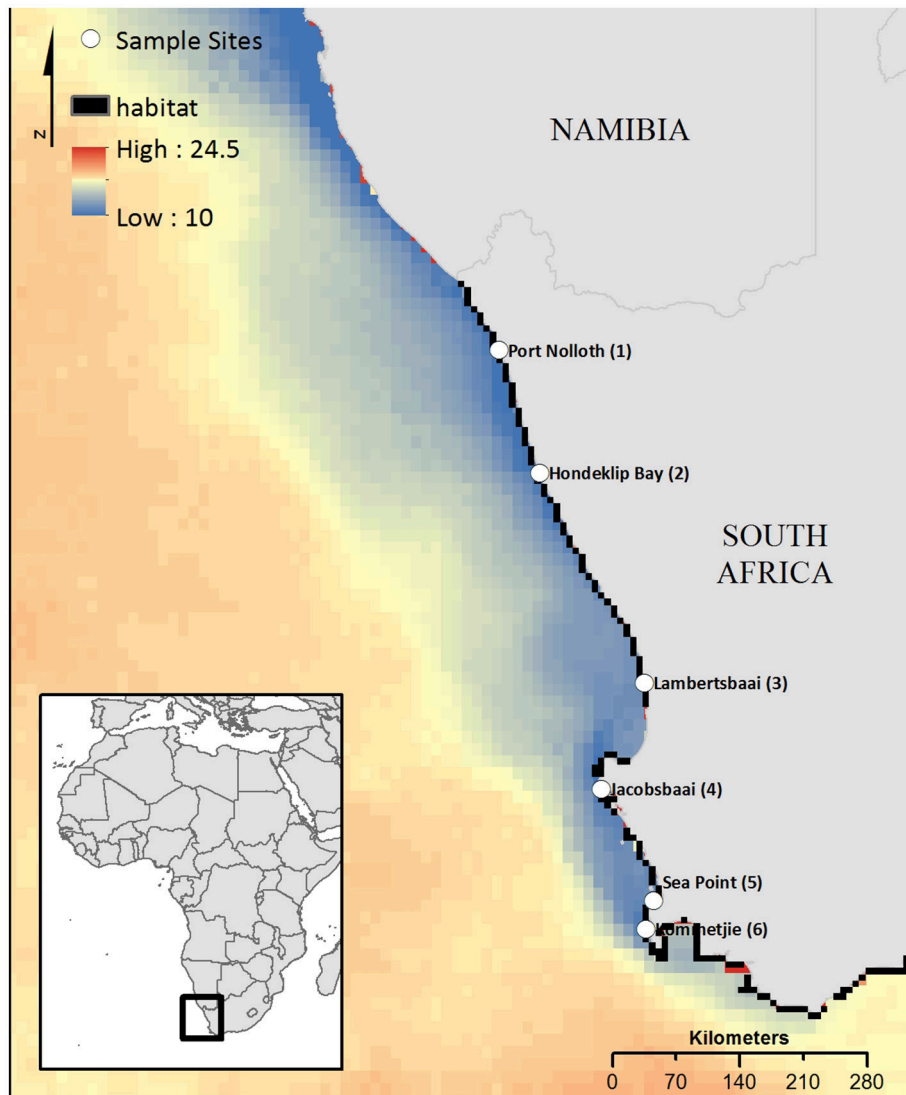 Sample Sites
habitat
High : 24.5
Low : 10
N
NAMIBIA
Port Nolloth (1)
Hondeklip Bay (2)
SOUTH
AFRICA
Lambertsbaai (3)
Jacobsbaai (4)
Sea Point (5)
Kommetjie (6)
Kilometers
0 70 140 210 280